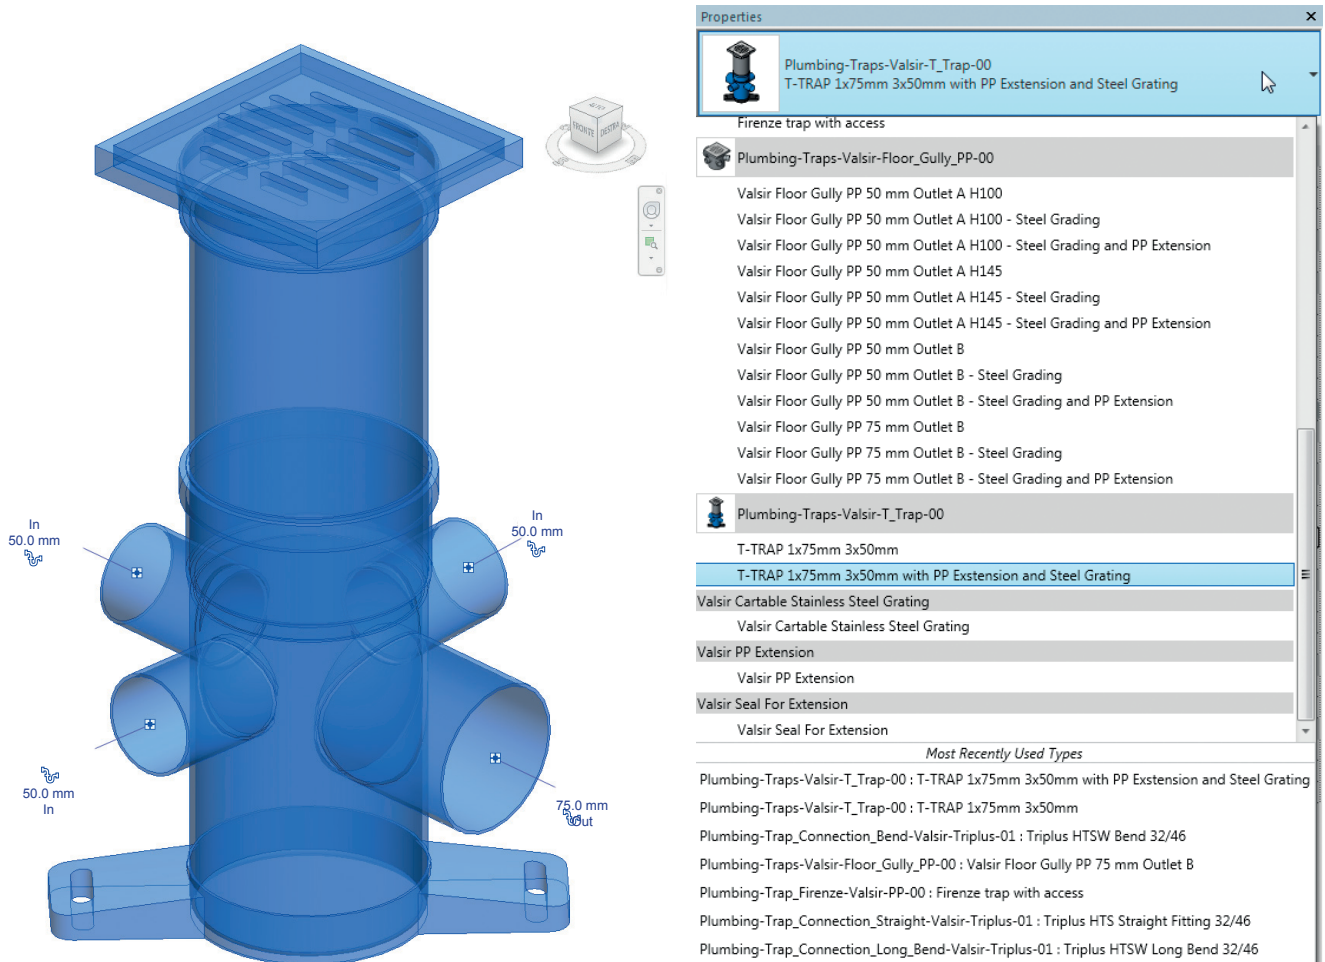 FRONTE
DESTRA
In
50.0 mm
In
50.0 mm
50.0 mm
In
75.0 mm
Out
Properties
Plumbing-Traps-Valsir-T_Trap-00
T-TRAP 1x75mm 3x50mm with PP Exstension and Steel Grating
Firenze trap with access
Plumbing-Traps-Valsir-Floor_Gully_PP-00
Valsir Floor Gully PP 50 mm Outlet A H100
Valsir Floor Gully PP 50 mm Outlet A H100 - Steel Grading
Valsir Floor Gully PP 50 mm Outlet A H100 - Steel Grading and PP Extension
Valsir Floor Gully PP 50 mm Outlet A H145
Valsir Floor Gully PP 50 mm Outlet A H145 - Steel Grading
Valsir Floor Gully PP 50 mm Outlet A H145 - Steel Grading and PP Extension
Valsir Floor Gully PP 50 mm Outlet B
Valsir Floor Gully PP 50 mm Outlet B - Steel Grading
Valsir Floor Gully PP 50 mm Outlet B - Steel Grading and PP Extension
Valsir Floor Gully PP 75 mm Outlet B
Valsir Floor Gully PP 75 mm Outlet B - Steel Grading
Valsir Floor Gully PP 75 mm Outlet B - Steel Grading and PP Extension
Plumbing-Traps-Valsir-T_Trap-00
T-TRAP 1x75mm 3x50mm
T-TRAP 1x75mm 3x50mm with PP Exstension and Steel Grating
Valsir Cartable Stainless Steel Grating
Valsir Cartable Stainless Steel Grating
Valsir PP Extension
Valsir PP Extension
Valsir Seal For Extension
Valsir Seal For Extension
Most Recently Used Types
Plumbing-Traps-Valsir-T_Trap-00 : T-TRAP 1x75mm 3x50mm with PP Exstension and Steel Grating
Plumbing-Traps-Valsir-T_Trap-00 : T-TRAP 1x75mm 3x50mm
Plumbing-Trap_Connection_Bend-Valsir-Triplus-01 : Triplus HTSW Bend 32/46
Plumbing-Traps-Valsir-Floor_Gully_PP-00 : Valsir Floor Gully PP 75 mm Outlet B
Plumbing-Trap_Firenze-Valsir-PP-00 : Firenze trap with access
Plumbing-Trap_Connection_Straight-Valsir-Triplus-01 : Triplus HTS Straight Fitting 32/46
Plumbing-Trap_Connection_Long_Bend-Valsir-Triplus-01 : Triplus HTSW Long Bend 32/46